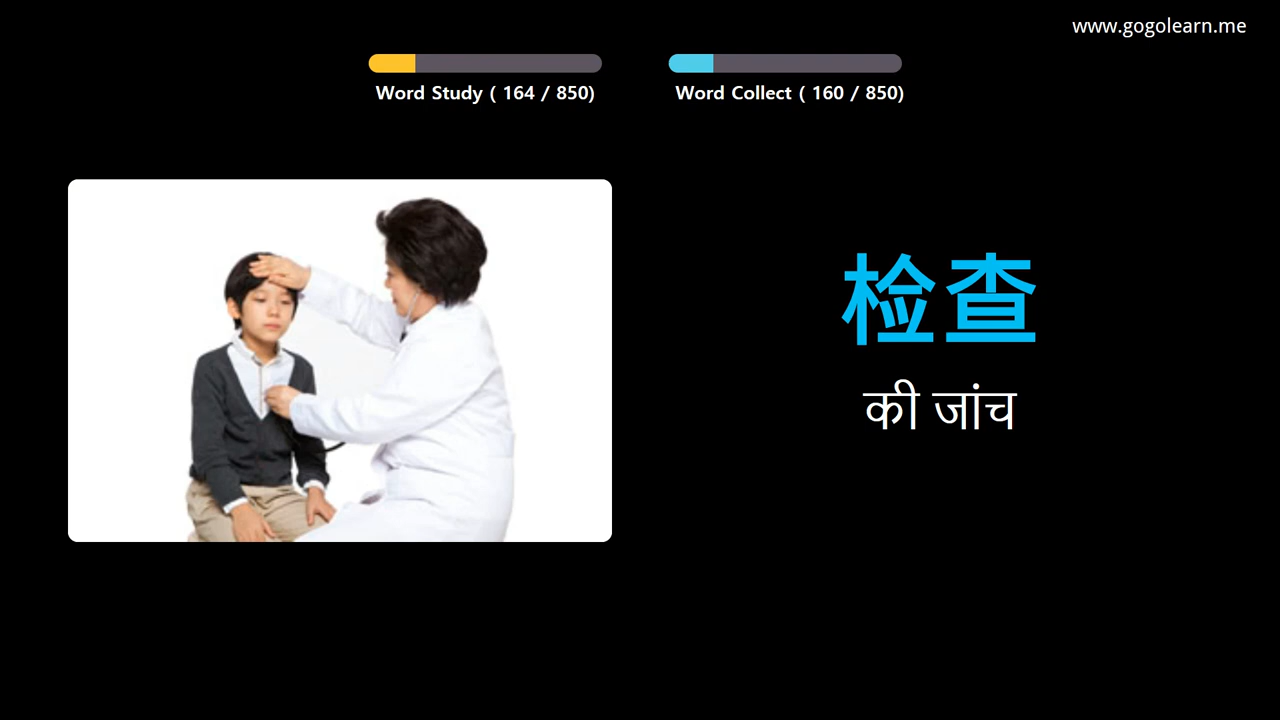 www.gogolearn.me
Word Study ( 164 / 850)
Word Collect ( 160 / 850)
检查
की जांच